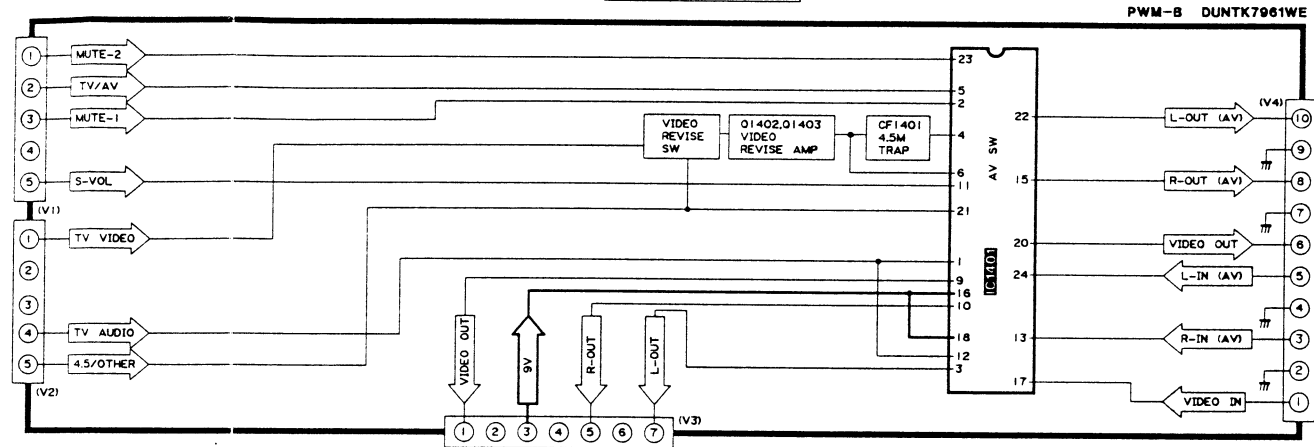 PWM-B DUNTK7961WE
1 MUTE-2 23
2 TV/AV 5
3 MUTE-1 2
4
5 S-VOL 11
(V1)
VIDEO REVISE SW
Q1402,Q1403 VIDEO REVISE AMP
CF1401 4.5M TRAP
4
6
21
1 TV VIDEO
2
3
4 TV AUDIO
5 4.5/OTHER
(V2)
1
9
16
10
18
12
3
AV SW
IC1401
VIDEO OUT
9V
R-OUT
L-OUT
1 2 3 4 5 6 7
(V3)
(V4)
22 L-OUT (AV) 10
9
15 R-OUT (AV) 8
7
20 VIDEO OUT 6
24 L-IN (AV) 5
4
13 R-IN (AV) 3
2
17 VIDEO IN 1